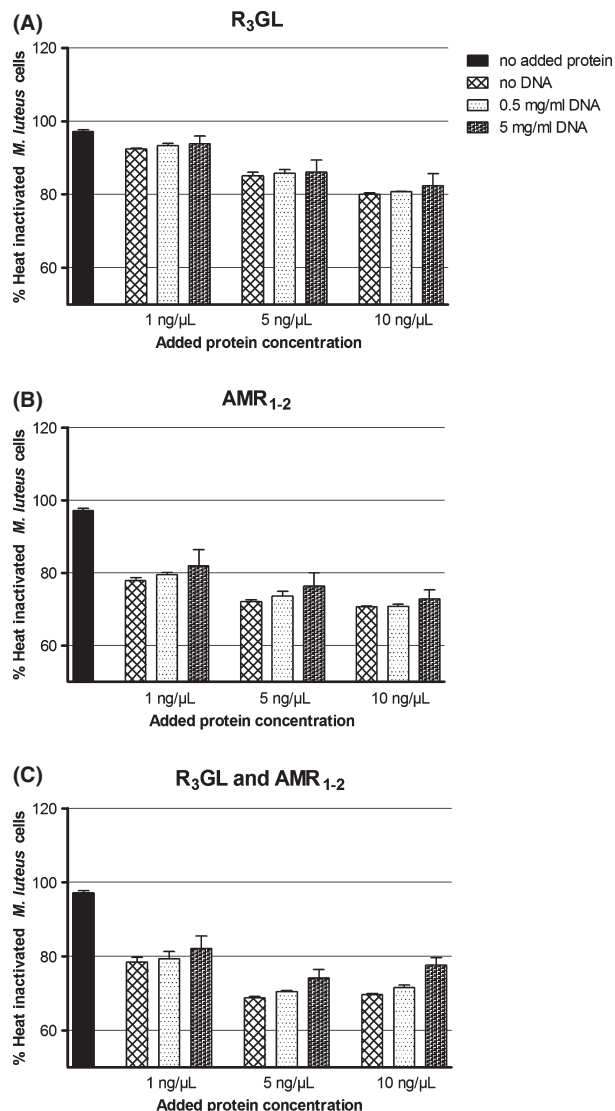 (A)
R3GL
no added protein
no DNA
0.5 mg/ml DNA
5 mg/ml DNA
% Heat inactivated M. luteus cells
120
100
80
60
1 ng/µL 5 ng/µL 10 ng/µL
Added protein concentration
(B)
AMR1-2
% Heat inactivated M. luteus cells
120
100
80
60
1 ng/µL 5 ng/µL 10 ng/µL
Added protein concentration
(C)
R3GL and AMR1-2
% Heat inactivated M. luteus cells
120
100
80
60
1 ng/µL 5 ng/µL 10 ng/µL
Added protein concentration